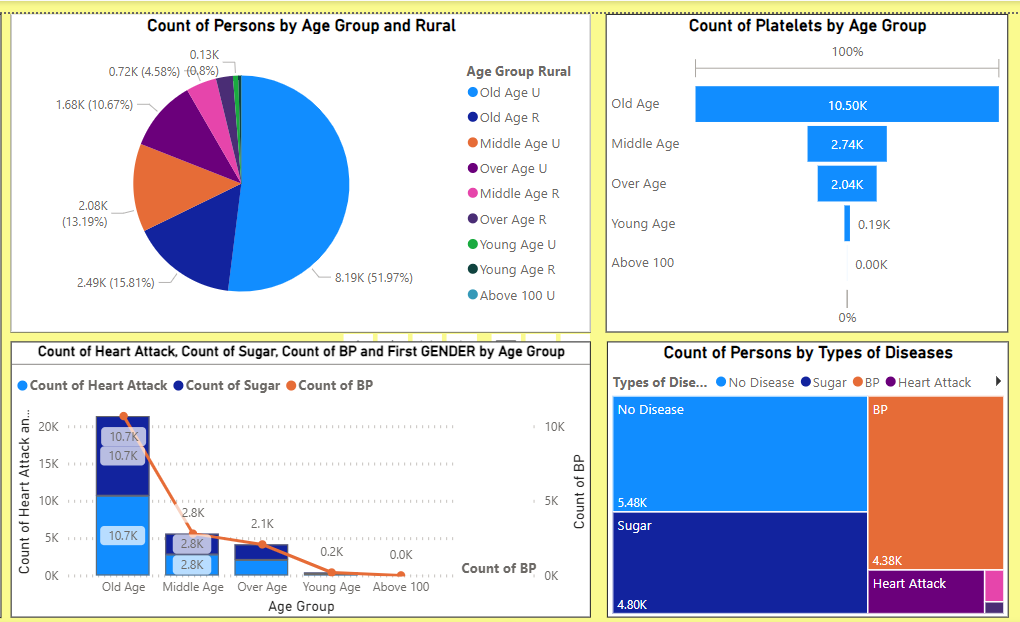 Count of Persons by Age Group and Rural
0.13K
(0.8%)
0.72K (4.58%)
1.68K (10.67%)
2.08K
(13.19%)
2.49K (15.81%)
8.19K (51.97%)
Age Group Rural
Old Age U
Old Age R
Middle Age U
Over Age U
Middle Age R
Over Age R
Young Age U
Young Age R
Above 100 U
Count of Platelets by Age Group
100%
Old Age 10.50K
Middle Age 2.74K
Over Age 2.04K
Young Age 0.19K
Above 100 0.00K
0%
Count of Heart Attack, Count of Sugar, Count of BP and First GENDER by Age Group
Count of Heart Attack Count of Sugar Count of BP
Count of Heart Attack an...
20K
15K
10K
5K
0K
10.7K
10.7K
10.7K
2.8K
2.8K
2.8K
2.1K
0.2K
0.0K
Old Age Middle Age Over Age Young Age Above 100
Age Group
10K
5K
0K
Count of BP
Count of BP
Count of Persons by Types of Diseases
Types of Dise... No Disease Sugar BP Heart Attack
No Disease
5.48K
Sugar
4.80K
BP
4.38K
Heart Attack